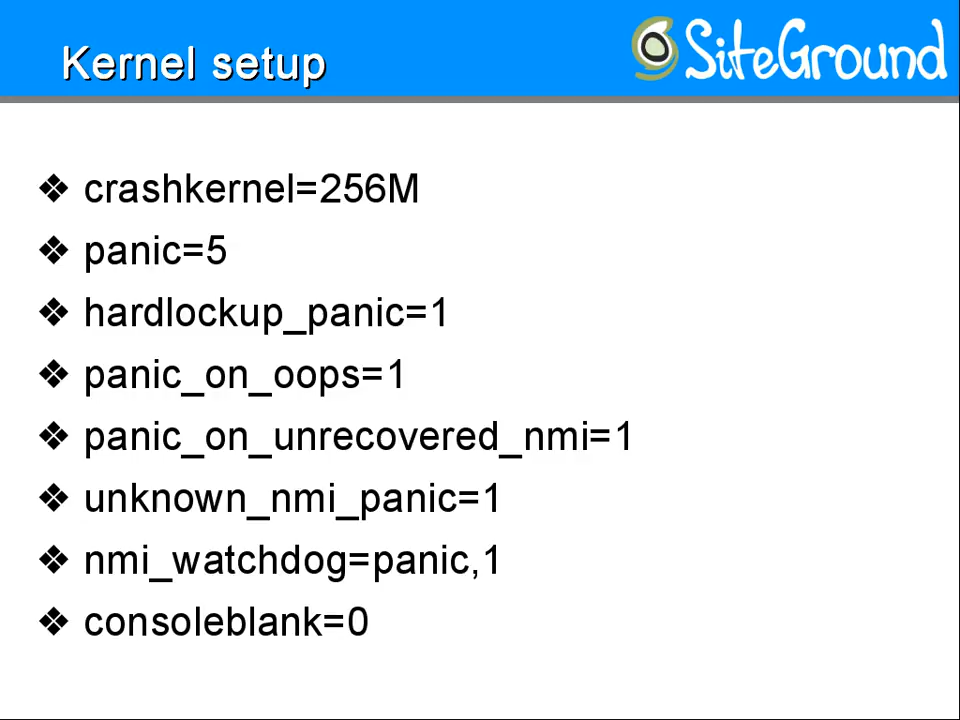 Kernel setup
SiteGround
❖ crashkernel=256M
❖ panic=5
❖ hardlockup_panic=1
❖ panic_on_oops=1
❖ panic_on_unrecovered_nmi=1
❖ unknown_nmi_panic=1
❖ nmi_watchdog=panic,1
❖ consoleblank=0